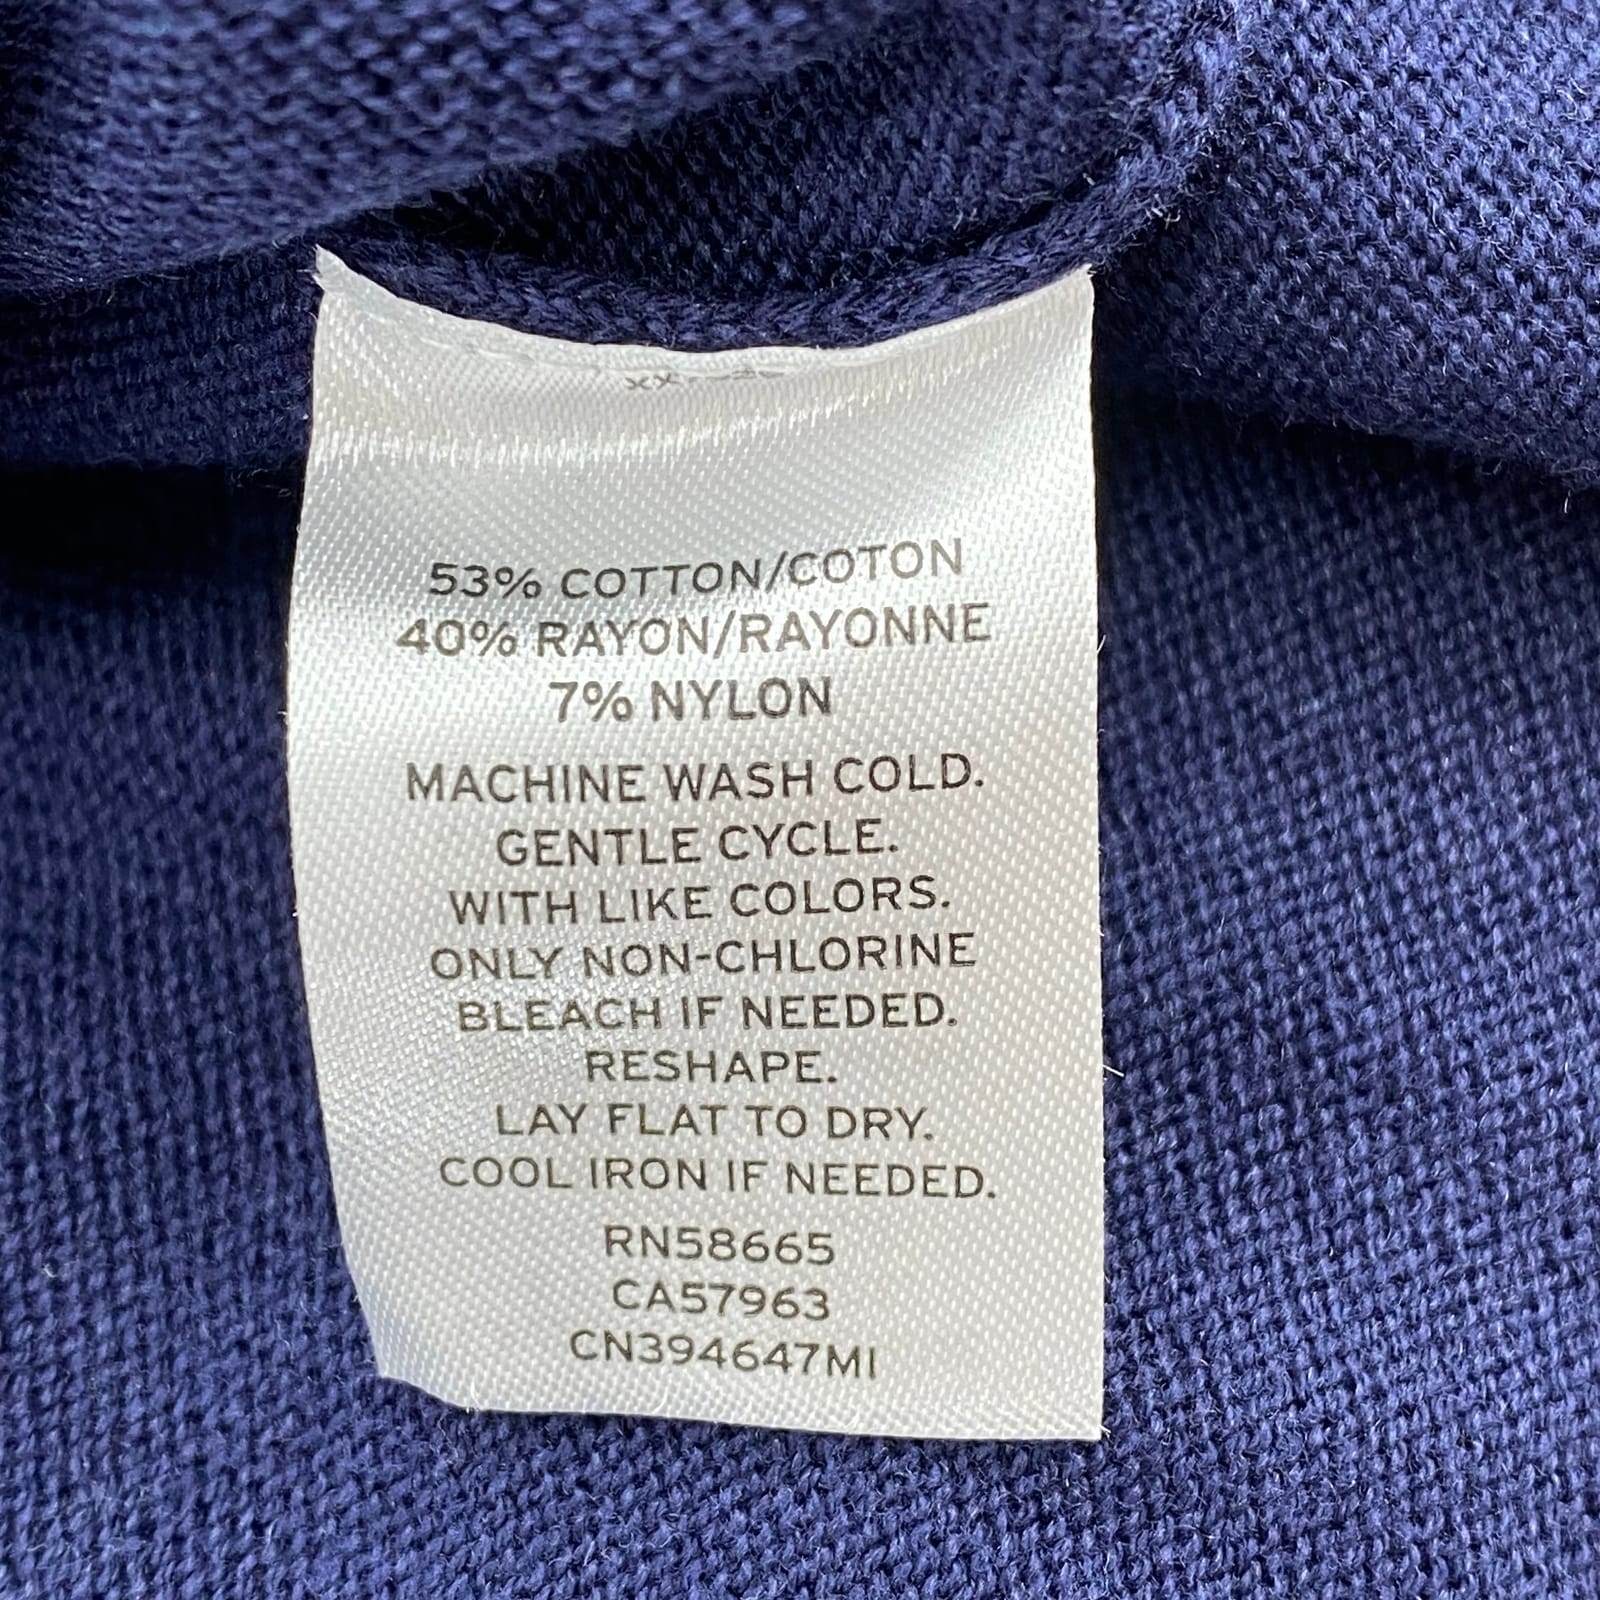 53% COTTON/COTON
40% RAYON/RAYONNE
7% NYLON
MACHINE WASH COLD.
GENTLE CYCLE.
WITH LIKE COLORS.
ONLY NON-CHLORINE
BLEACH IF NEEDED.
RESHAPE.
LAY FLAT TO DRY.
COOL IRON IF NEEDED.
RN58665
CA57963
CN394647MI